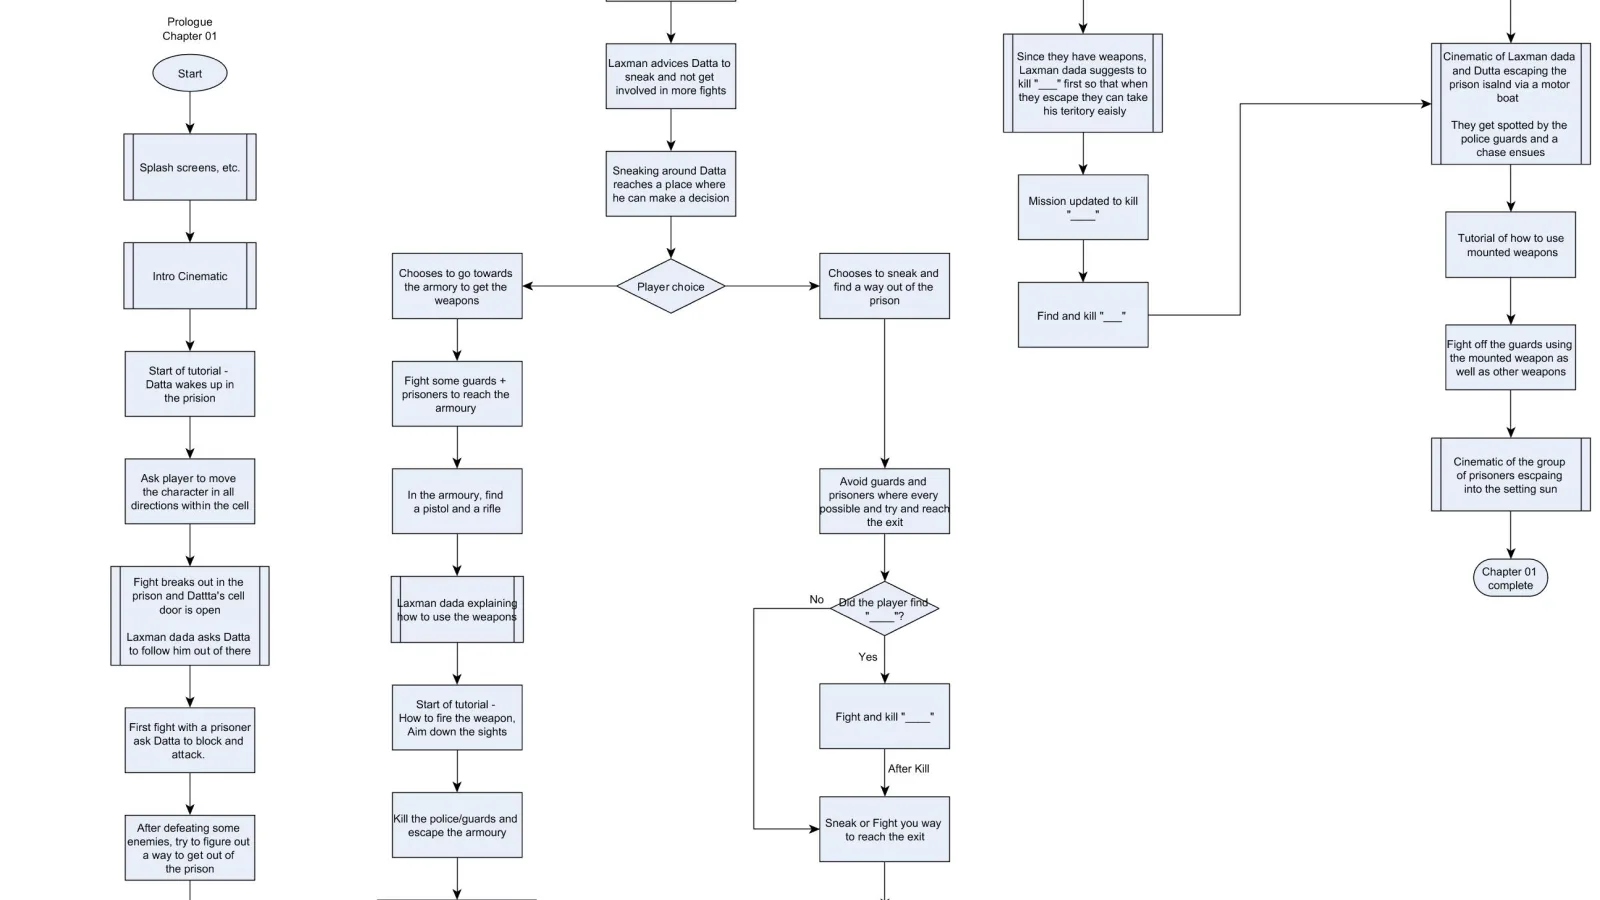 Prologue
Chapter 01
Start
Splash screens, etc.
Intro Cinematic
Start of tutorial -
Datta wakes up in
the prision
Ask player to move
the character in all
directions within the cell
Fight breaks out in the
prison and Dattta's cell
door is open
Laxman dada asks Datta
to follow him out of there
First fight with a prisoner
ask Datta to block and
attack.
After defeating some
enemies, try to figure out
a way to get out of
the prison
Laxman advices Datta to
sneak and not get
involved in more fights
Sneaking around Datta
reaches a place where
he can make a decision
Player choice
Chooses to go towards
the armory to get the
weapons
Fight some guards +
prisoners to reach the
armoury
In the armoury, find
a pistol and a rifle
Laxman dada explaining
how to use the weapons
Start of tutorial -
How to fire the weapon,
Aim down the sights
Kill the police/guards and
escape the armoury
Chooses to sneak and
find a way out of the
prison
Avoid guards and
prisoners where every
possible and try and reach
the exit
Did the player find
"____"?
No
Yes
Fight and kill "____"
After Kill
Sneak or Fight you way
to reach the exit
Since they have weapons,
Laxman dada suggests to
kill "___" first so that when
they escape they can take
his teritory eaisly
Mission updated to kill
"____"
Find and kill "___"
Cinematic of Laxman dada
and Dutta escaping the
prison isalnd via a motor
boat
They get spotted by the
police guards and a
chase ensues
Tutorial of how to use
mounted weapons
Fight off the guards using
the mounted weapon as
well as other weapons
Cinematic of the group
of prisoners escpaing
into the setting sun
Chapter 01
complete